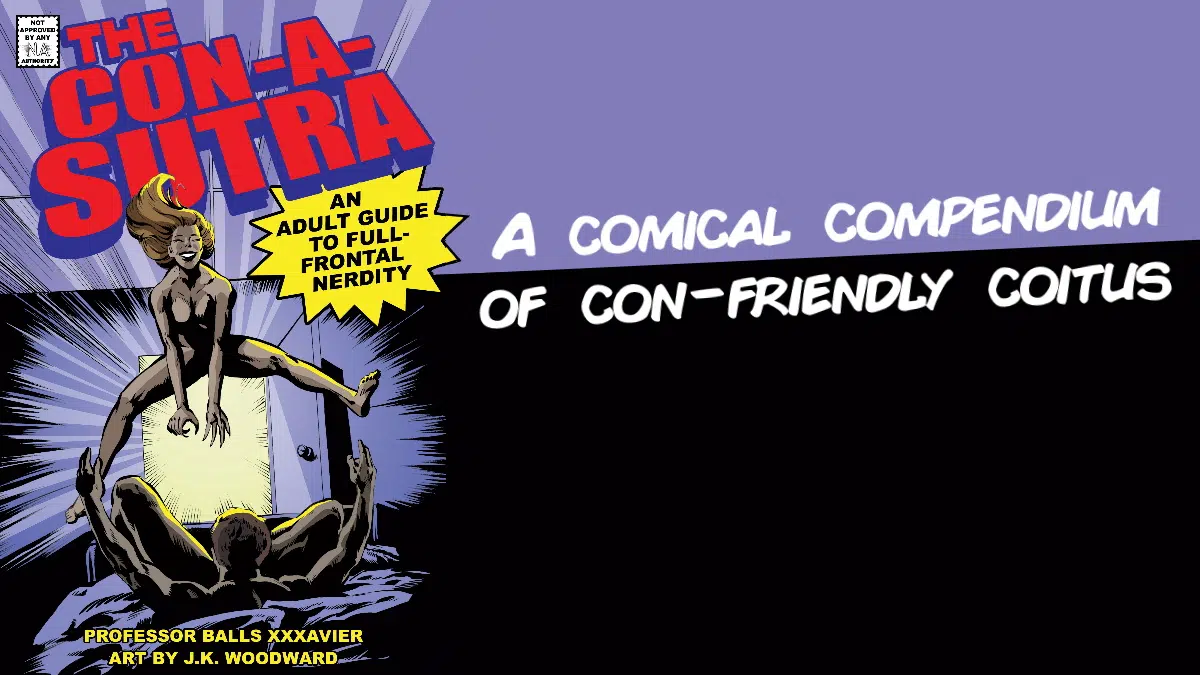 NOT
APPROVED
BY ANY
AUTHORITY
THE
CON-A-
SUTRA
AN
ADULT GUIDE
TO FULL-
FRONTAL
NERDITY
A COMICAL COMPENDIUM
OF CON-FRIENDLY COITUS
PROFESSOR BALLS XXXAVIER
ART BY J.K. WOODWARD